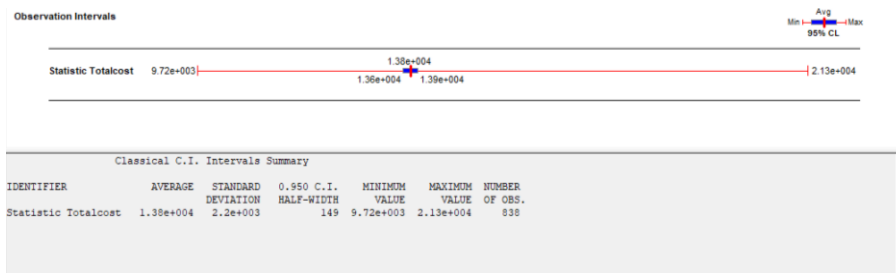 Observation Intervals
Avg
Min Max
95% CL
1.38e+004
Statistic Totalcost 9.72e+003 2.13e+004
1.36e+004 1.39e+004
Classical C.I. Intervals Summary
IDENTIFIER AVERAGE STANDARD 0.950 C.I. MINIMUM MAXIMUM NUMBER
DEVIATION HALF-WIDTH VALUE VALUE OF OBS.
Statistic Totalcost 1.38e+004 2.2e+003 149 9.72e+003 2.13e+004 838